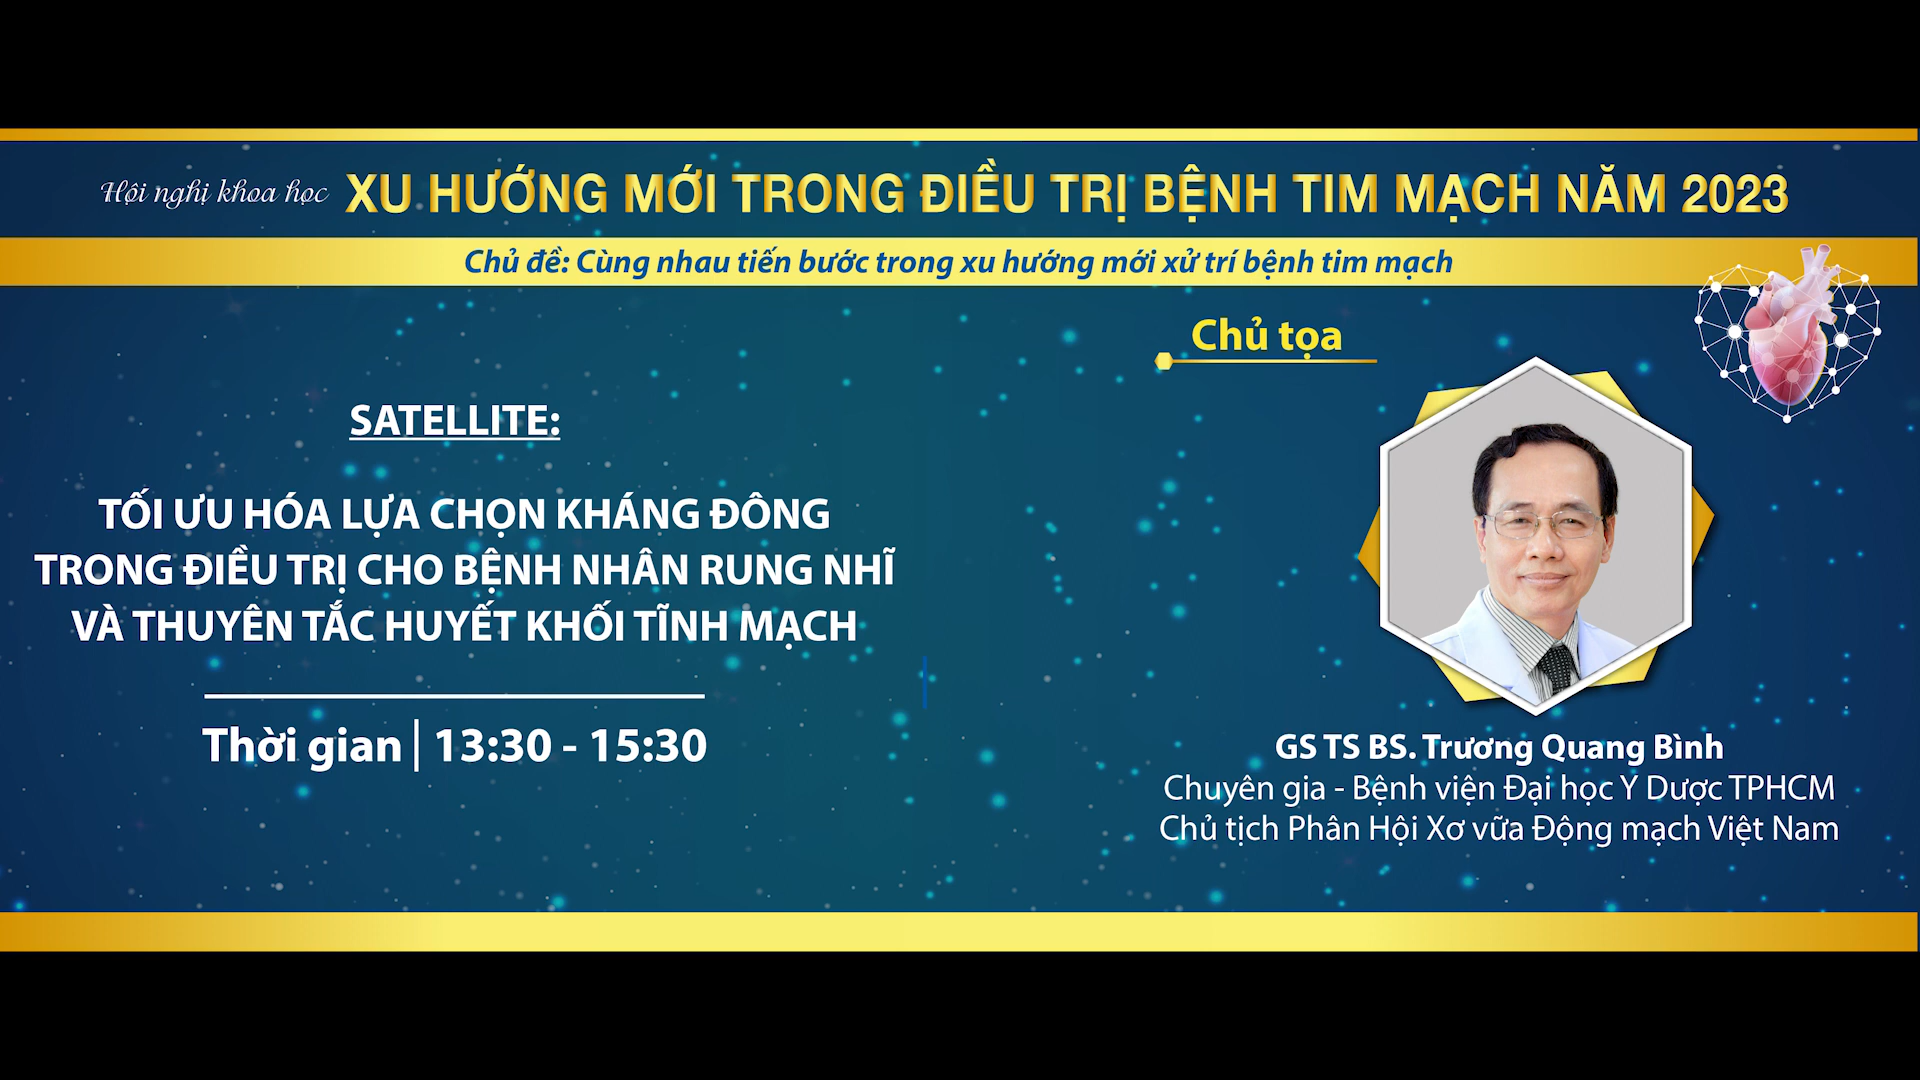 Hội nghị khoa học XU HƯỚNG MỚI TRONG ĐIỀU TRỊ BỆNH TIM MẠCH NĂM 2023
Chủ đề: Cùng nhau tiến bước trong xu hướng mới xử trí bệnh tim mạch
SATELLITE:
TỐI ƯU HÓA LỰA CHỌN KHÁNG ĐÔNG
TRONG ĐIỀU TRỊ CHO BỆNH NHÂN RUNG NHĨ
VÀ THUYÊN TẮC HUYẾT KHỐI TĨNH MẠCH
Thời gian | 13:30 - 15:30
Chủ tọa
GS TS BS. Trương Quang Bình
Chuyên gia - Bệnh viện Đại học Y Dược TPHCM
Chủ tịch Phân Hội Xơ vữa Động mạch Việt Nam